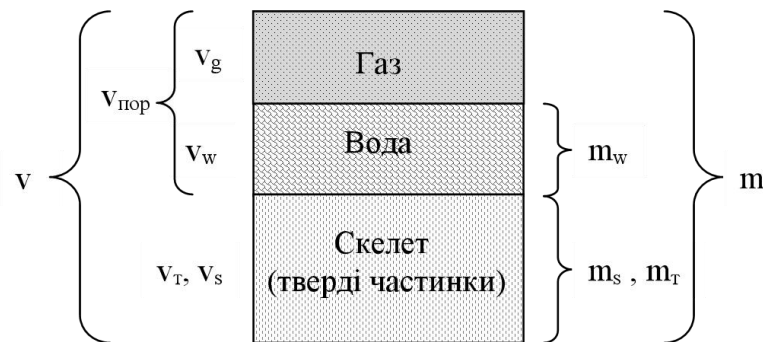 v_g
Газ
v_пор
v_w
Вода
m_w
v
m
v_т, v_s
Скелет
(тверді частинки)
m_s , m_т